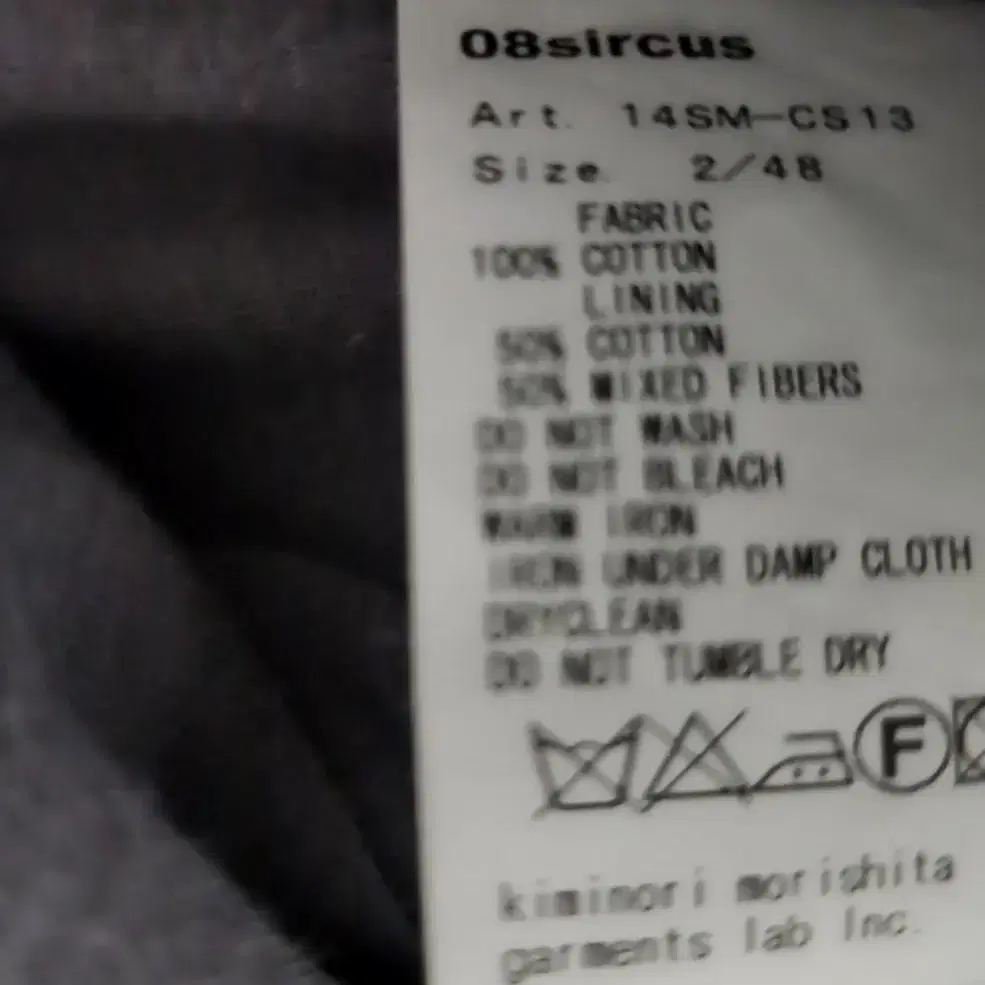 08sircus
Art. 14SM-CS13
Size. 2/48
FABRIC
100% COTTON
LINING
50% COTTON
50% MIXED FIBERS
DO NOT WASH
DO NOT BLEACH
WARM IRON
IRON UNDER DAMP CLOTH
DRYCLEAN
DO NOT TUMBLE DRY
F
kiminori morishita
garments lab Inc.